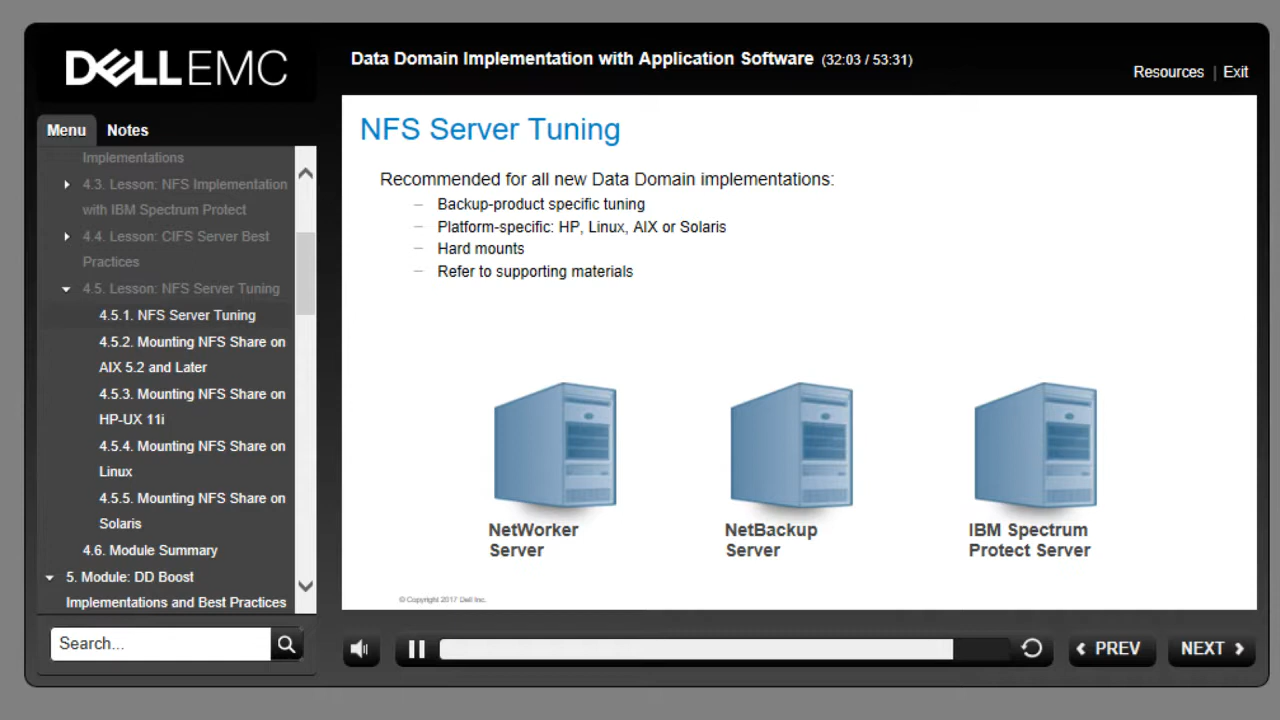 DELLEMC
Data Domain Implementation with Application Software (32:03 / 53:31)
Resources | Exit
Menu
Notes
Implementations
4.3. Lesson: NFS Implementation
with IBM Spectrum Protect
4.4. Lesson: CIFS Server Best
Practices
4.5. Lesson: NFS Server Tuning
4.5.1. NFS Server Tuning
4.5.2. Mounting NFS Share on
AIX 5.2 and Later
4.5.3. Mounting NFS Share on
HP-UX 11i
4.5.4. Mounting NFS Share on
Linux
4.5.5. Mounting NFS Share on
Solaris
4.6. Module Summary
5. Module: DD Boost
Implementations and Best Practices
Search...
NFS Server Tuning
Recommended for all new Data Domain implementations:
– Backup-product specific tuning
– Platform-specific: HP, Linux, AIX or Solaris
– Hard mounts
– Refer to supporting materials
NetWorker
Server
NetBackup
Server
IBM Spectrum
Protect Server
© Copyright 2017 Dell Inc.
PREV
NEXT